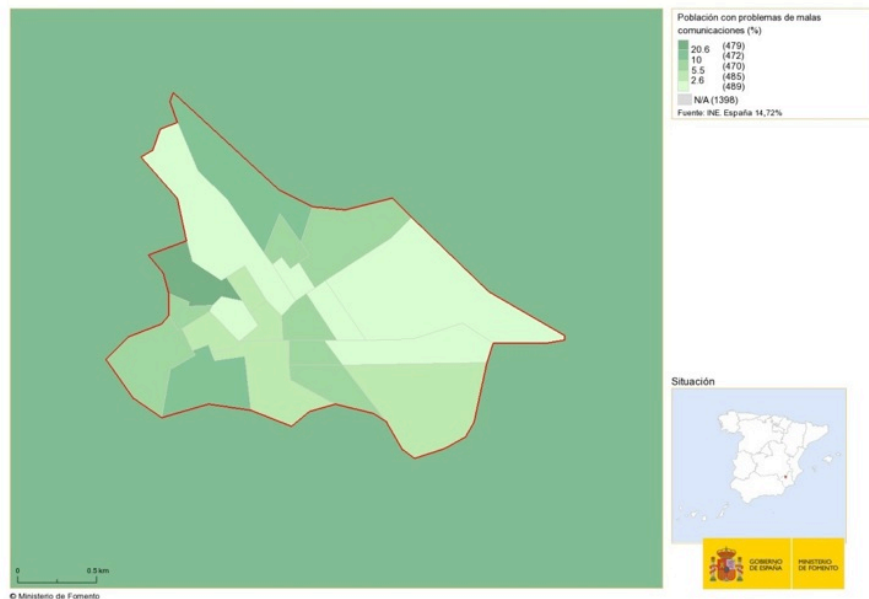 Población con problemas de malas
comunicaciones (%)
20.6 (479)
10 (472)
5.5 (470)
2.6 (485)
(489)
N/A (1398)
Fuente: INE. España 14,72%
Situación
GOBIERNO
DE ESPAÑA
MINISTERIO
DE FOMENTO
0 0.5 km
© Ministerio de Fomento